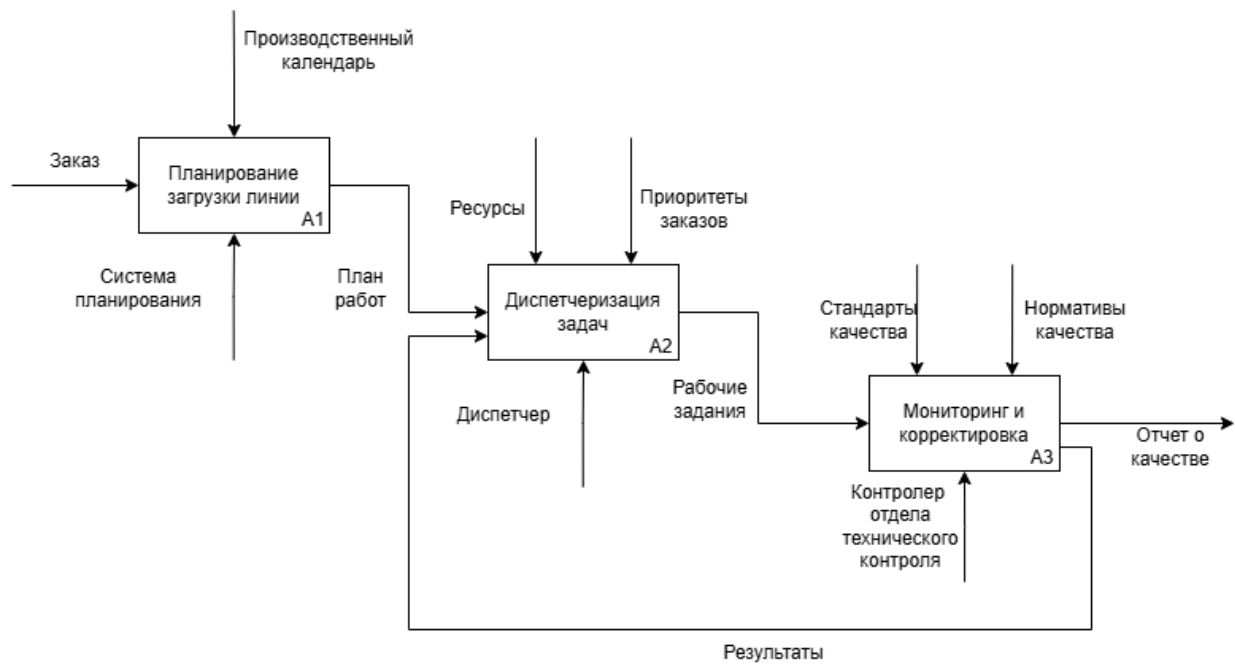 Производственный
календарь
Заказ
Планирование
загрузки линии
A1
Система
планирования
План
работ
Ресурсы
Приоритеты
заказов
Диспетчеризация
задач
A2
Диспетчер
Рабочие
задания
Стандарты
качества
Нормативы
качества
Мониторинг и
корректировка
A3
Отчет о
качестве
Контролер
отдела
технического
контроля
Результаты